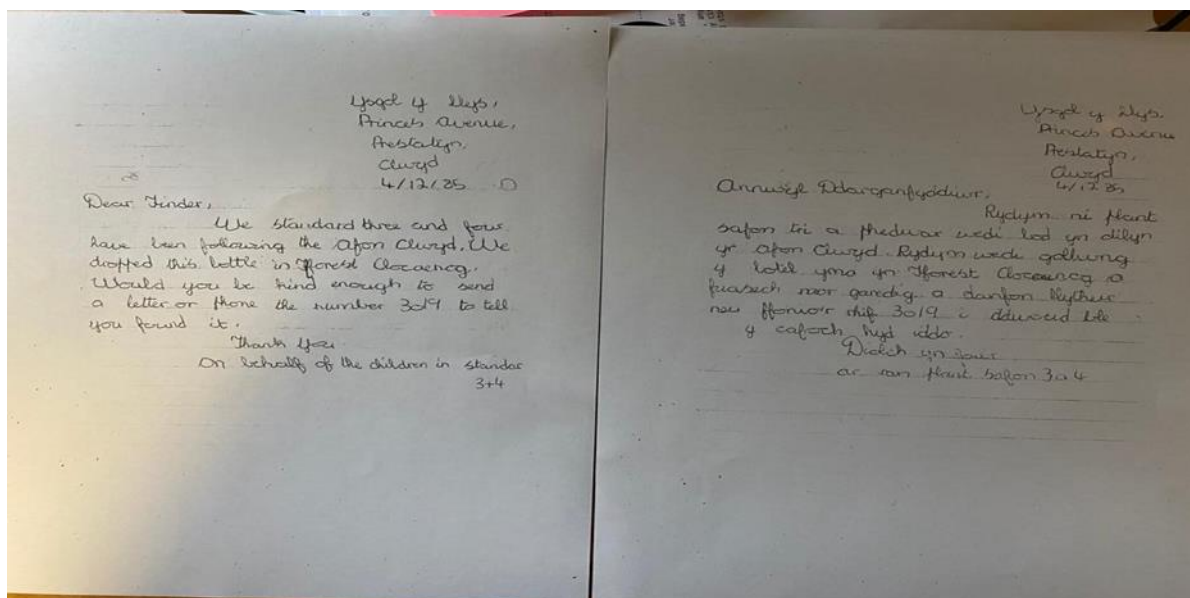 Ysgol y Llys,
Princes Avenue,
Prestatyn,
Clwyd
4/12/85
Dear Finder,
We standard three and four
have been following the Afon Clwyd. We
dropped this bottle in Fforest Clocaenog.
Would you be kind enough to send
a letter or phone the number 3019 to tell
you found it.
Thank you
On behalf of the children in standar
3+4
Ysgol y Llys.
Princes Avenue
Prestatyn,
Clwyd
4/12 85
Annwyl Ddarganfyddiwr,
Rydym ni plant
safon tri a phedwar wedi bod yn dilyn
yr Afon Clwyd. Rydym wedi gollwng
y botel yma yn Fforest Clocaenog a
fuasech mor garedig a danfon llythur
neu ffonio'r rhif 3019 i ddweud ble
y cafoch hyd iddo.
Diolch yn fawr
ar ran plant safon 3 a 4